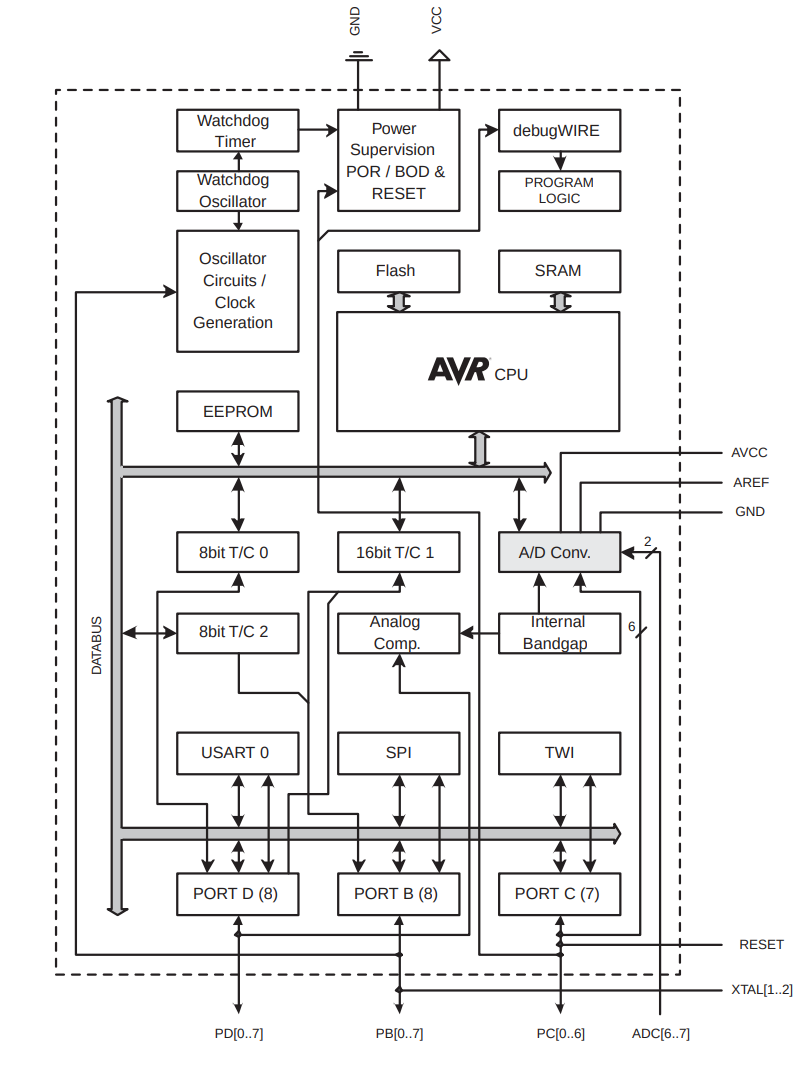 GND
VCC
Watchdog
Timer
Power
Supervision
POR / BOD &
RESET
debugWIRE
Watchdog
Oscillator
PROGRAM
LOGIC
Oscillator
Circuits /
Clock
Generation
Flash
SRAM
AVR CPU
EEPROM
AVCC
AREF
GND
8bit T/C 0
16bit T/C 1
A/D Conv.
2
8bit T/C 2
Analog
Comp.
Internal
Bandgap
6
DATABUS
USART 0
SPI
TWI
PORT D (8)
PORT B (8)
PORT C (7)
RESET
XTAL[1..2]
PD[0..7]
PB[0..7]
PC[0..6]
ADC[6..7]